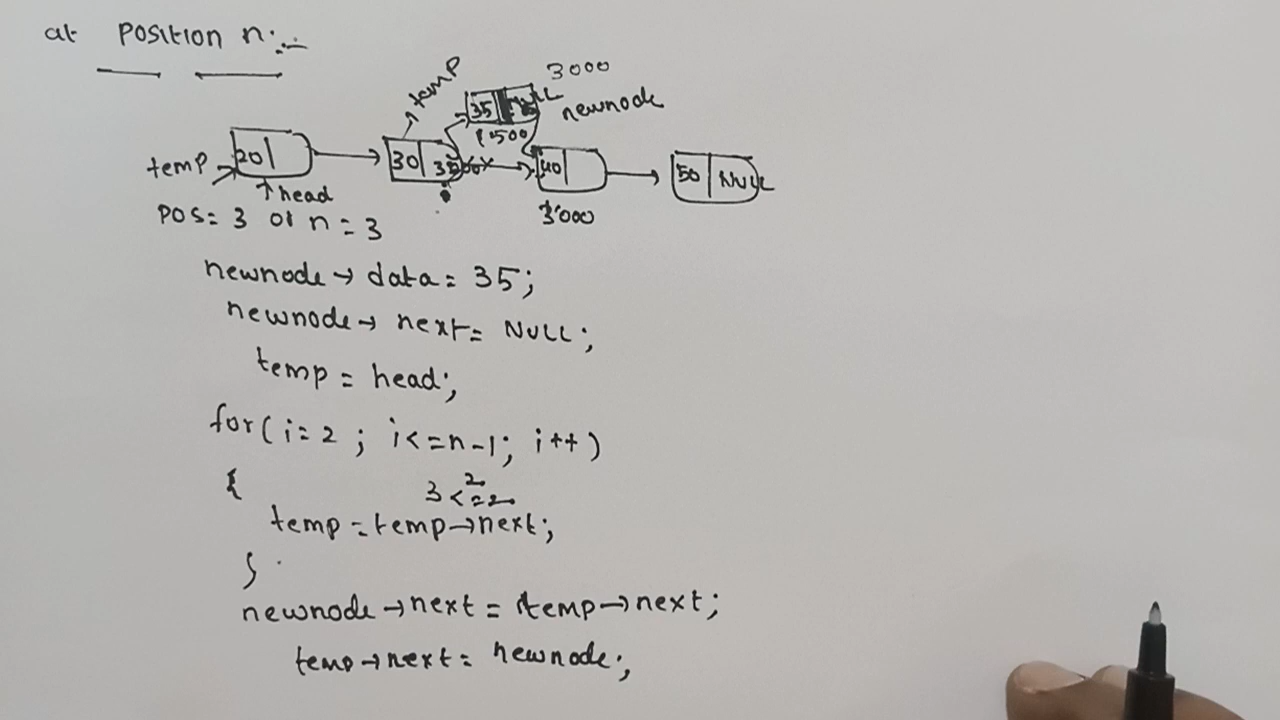 at Position n:-
temp
3000
35 NULL newnode
1500
temp 20 30 40 50 NULL
head
3000
Pos= 3 or n = 3
newnode → data = 35;
newnode → next = NULL;
temp = head;
for( i=2 ; i<=n-1; i++)
{
2
3<=2
temp = temp→next;
}
newnode → next = temp→next;
temp→next = newnode;